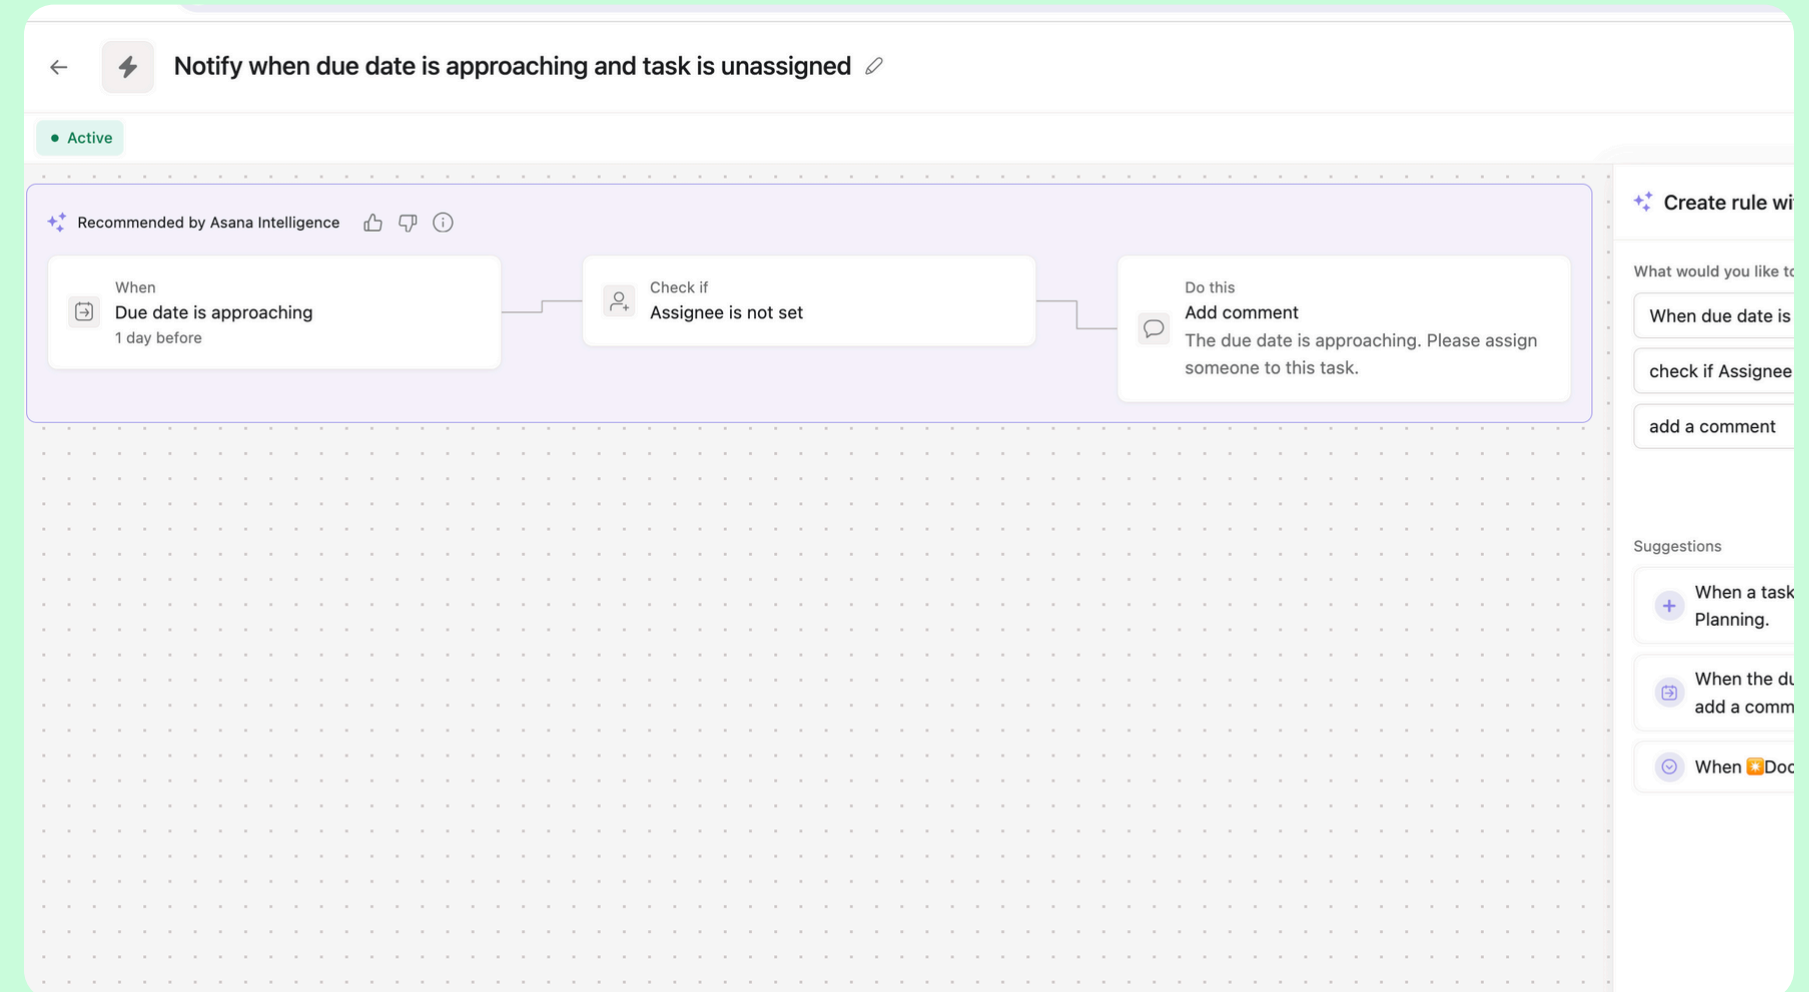 Notify when due date is approaching and task is unassigned
Active
Recommended by Asana Intelligence
When
Due date is approaching
1 day before
Check if
Assignee is not set
Do this
Add comment
The due date is approaching. Please assign
someone to this task.
Create rule wi
What would you like to
When due date is
check if Assignee
add a comment
Suggestions
When a task
Planning.
When the du
add a comm
When 💥Doc